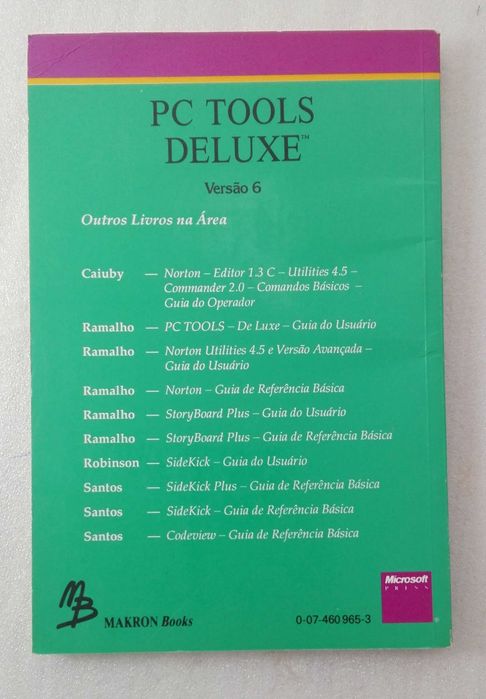 PC TOOLS
DELUXE™
Versão 6
Outros Livros na Área
Caiuby — Norton – Editor 1.3 C – Utilities 4.5 –
Commander 2.0 – Comandos Básicos –
Guia do Operador
Ramalho — PC TOOLS – De Luxe – Guia do Usuário
Ramalho — Norton Utilities 4.5 e Versão Avançada –
Guia do Usuário
Ramalho — Norton – Guia de Referência Básica
Ramalho — StoryBoard Plus – Guia do Usuário
Ramalho — StoryBoard Plus – Guia de Referência Básica
Robinson — SideKick – Guia do Usuário
Santos — SideKick Plus – Guia de Referência Básica
Santos — SideKick – Guia de Referência Básica
Santos — Codeview – Guia de Referência Básica
MB
MAKRON Books
0-07-460 965-3
Microsoft
PRESS
®